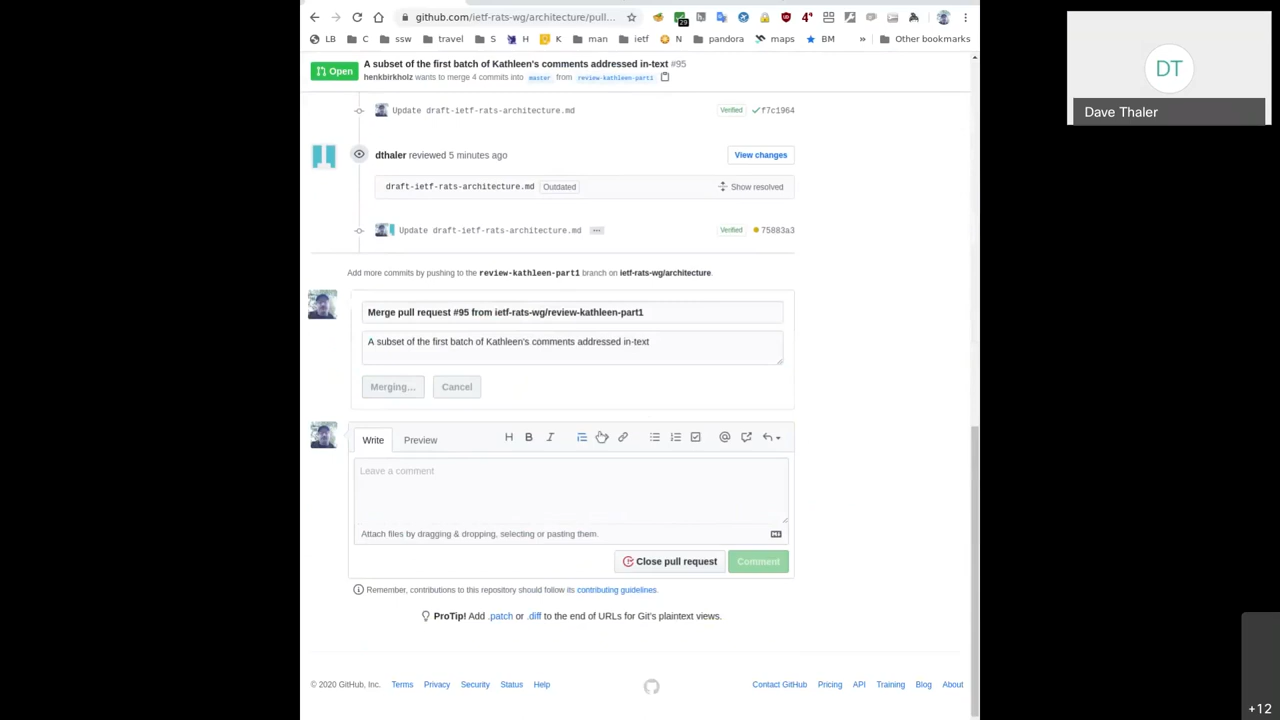 github.com/ietf-rats-wg/architecture/pull...
29
4
LB
C
ssw
travel
S
H
K
man
ietf
N
pandora
maps
BM
»
Other bookmarks
Open
A subset of the first batch of Kathleen's comments addressed in-text #95
henkbirkholz wants to merge 4 commits into master from review-kathleen-part1
Update draft-ietf-rats-architecture.md
Verified
f7c1964
dthaler reviewed 5 minutes ago
View changes
draft-ietf-rats-architecture.md
Outdated
Show resolved
Update draft-ietf-rats-architecture.md
Verified
75883a3
Add more commits by pushing to the review-kathleen-part1 branch on ietf-rats-wg/architecture.
Merge pull request #95 from ietf-rats-wg/review-kathleen-part1
A subset of the first batch of Kathleen's comments addressed in-text
Merging...
Cancel
Write
Preview
H
B
I
Leave a comment
Attach files by dragging & dropping, selecting or pasting them.
Close pull request
Comment
Remember, contributions to this repository should follow its contributing guidelines.
ProTip! Add .patch or .diff to the end of URLs for Git's plaintext views.
© 2020 GitHub, Inc.
Terms
Privacy
Security
Status
Help
Contact GitHub
Pricing
API
Training
Blog
About
DT
Dave Thaler
+12